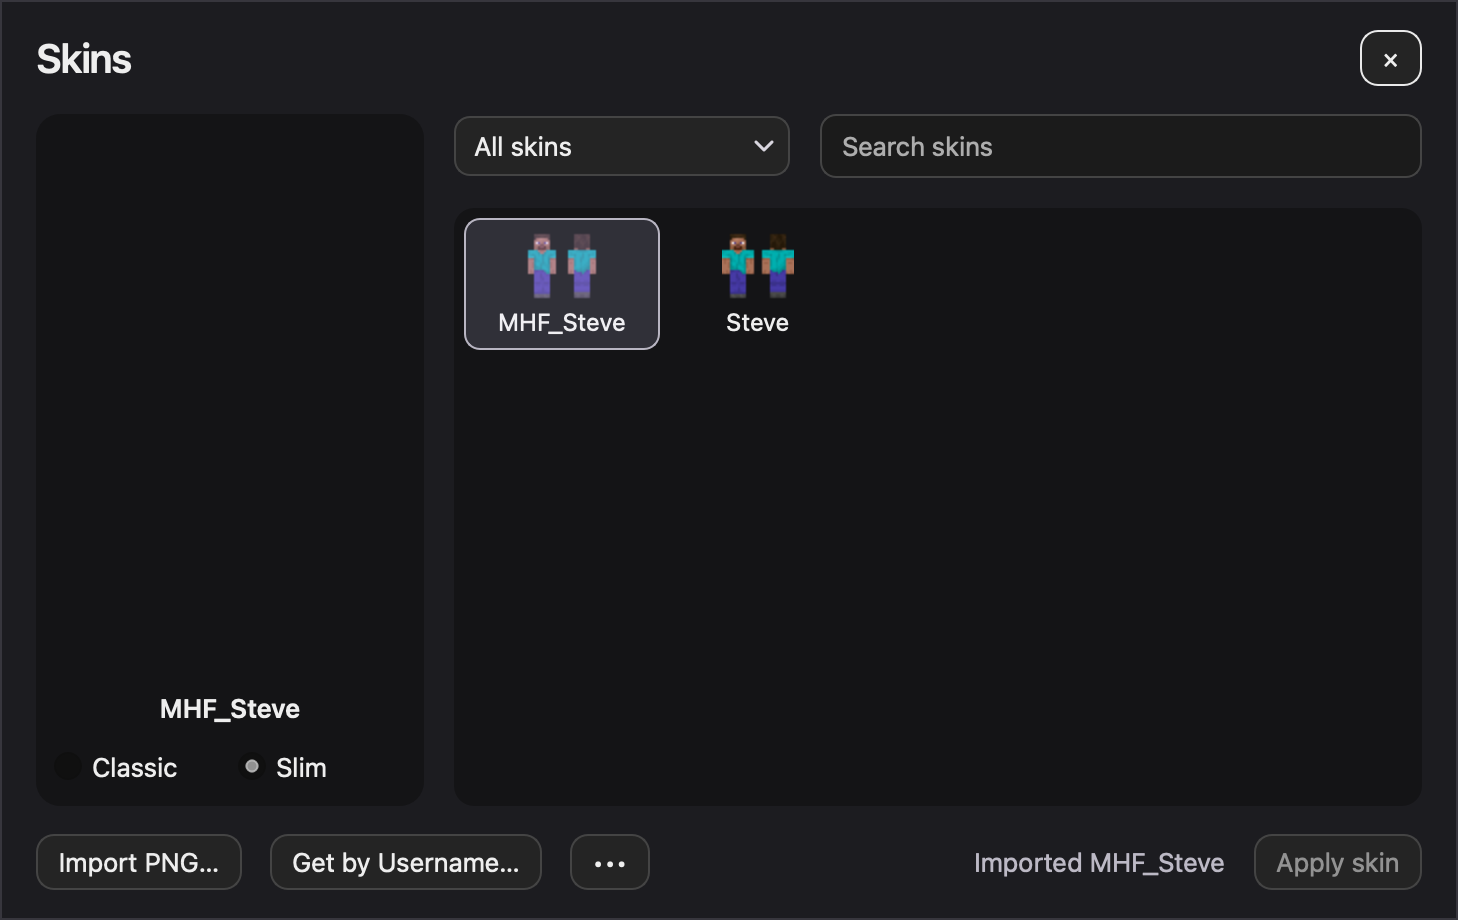 Skins
×
All skins
Search skins
MHF_Steve
Steve
MHF_Steve
Classic
Slim
Import PNG...
Get by Username...
...
Imported MHF_Steve
Apply skin